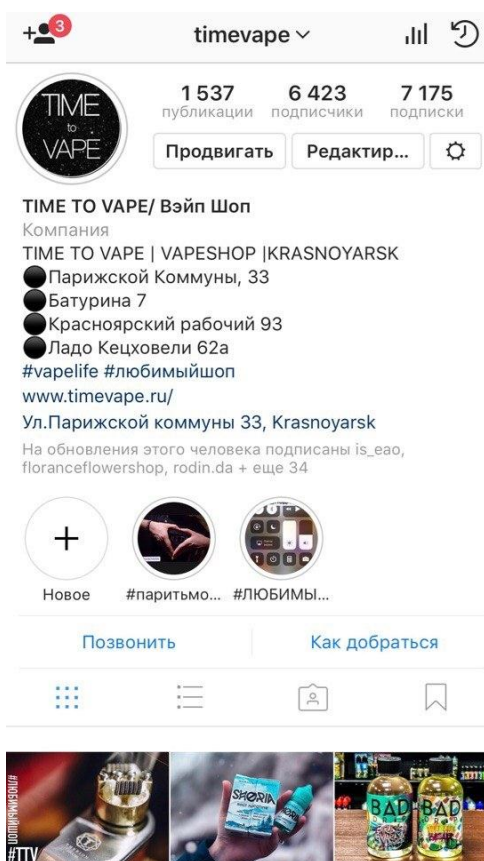 3
timevape
TIME
to
VAPE
1 537
6 423
7 175
публикации
подписчики
подписки
Продвигать
Редактир...
TIME TO VAPE/ Вэйп Шоп
Компания
TIME TO VAPE | VAPESHOP |KRASNOYARSK
Парижской Коммуны, 33
Батурина 7
Красноярский рабочий 93
Ладо Кецховели 62а
#vapelife #любимыйшоп
www.timevape.ru/
Ул.Парижской коммуны 33, Krasnoyarsk
На обновления этого человека подписаны is_eao,
floranceflowershop, rodin.da + еще 34
Новое
#паритьмо...
#ЛЮБИМЫ...
Позвонить
Как добраться
#ЛЮБИМЫЙШОП
#TTV
SKORIA
BAD
BAD